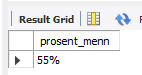 Result Grid
prosent_menn
55%